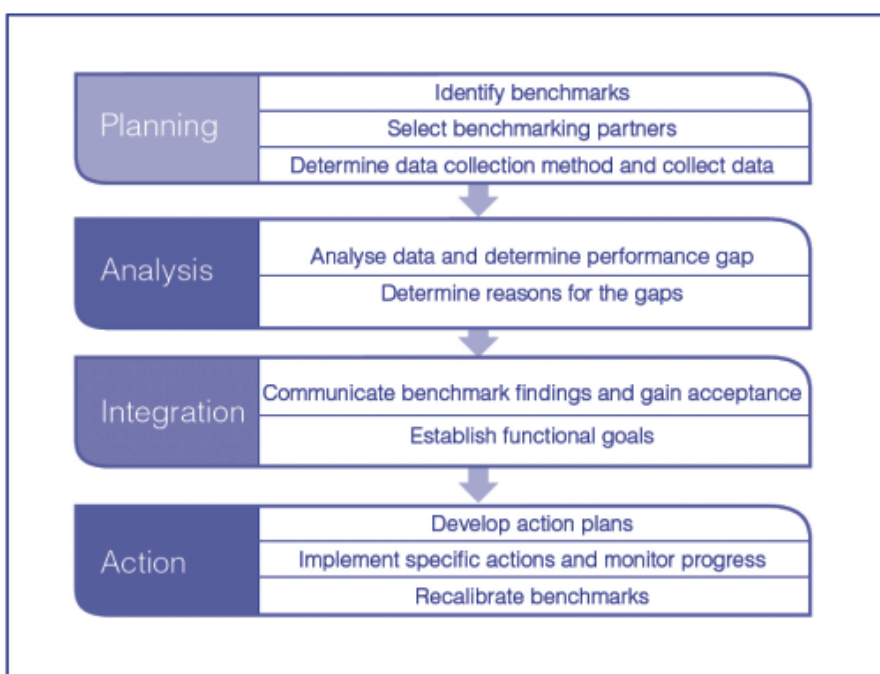 Planning
Identify benchmarks
Select benchmarking partners
Determine data collection method and collect data
Analysis
Analyse data and determine performance gap
Determine reasons for the gaps
Integration
Communicate benchmark findings and gain acceptance
Establish functional goals
Action
Develop action plans
Implement specific actions and monitor progress
Recalibrate benchmarks